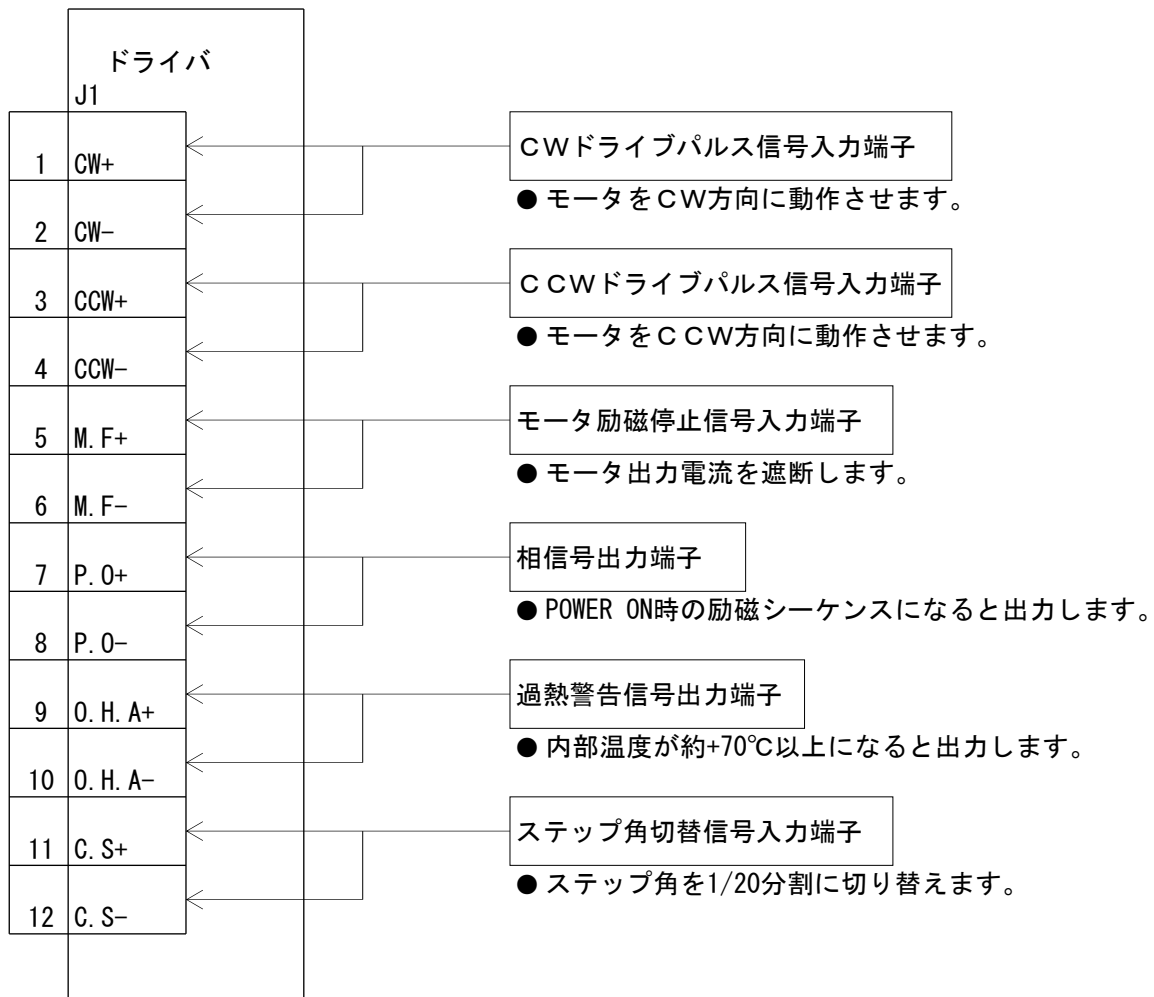 ドライバ
J1
1 CW+
CWドライブパルス信号入力端子
● モータをCW方向に動作させます。
2 CW-
3 CCW+
CCWドライブパルス信号入力端子
● モータをCCW方向に動作させます。
4 CCW-
5 M.F+
モータ励磁停止信号入力端子
● モータ出力電流を遮断します。
6 M.F-
7 P.O+
相信号出力端子
● POWER ON時の励磁シーケンスになると出力します。
8 P.O-
9 O.H.A+
過熱警告信号出力端子
● 内部温度が約+70℃以上になると出力します。
10 O.H.A-
11 C.S+
ステップ角切替信号入力端子
● ステップ角を1/20分割に切り替えます。
12 C.S-